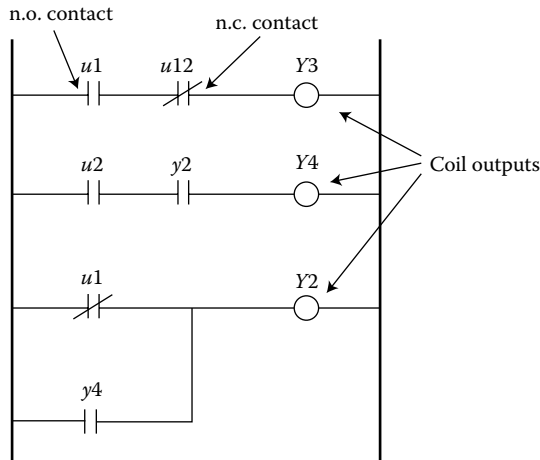 n.o. contact
n.c. contact
u1 u12 Y3
Coil outputs
u2 y2 Y4
u1 Y2
y4